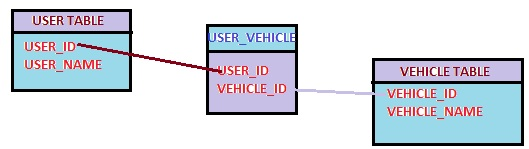 USER TABLE
USER_ID
USER_NAME
USER_VEHICLE
USER_ID
VEHICLE_ID
VEHICLE TABLE
VEHICLE_ID
VEHICLE_NAME